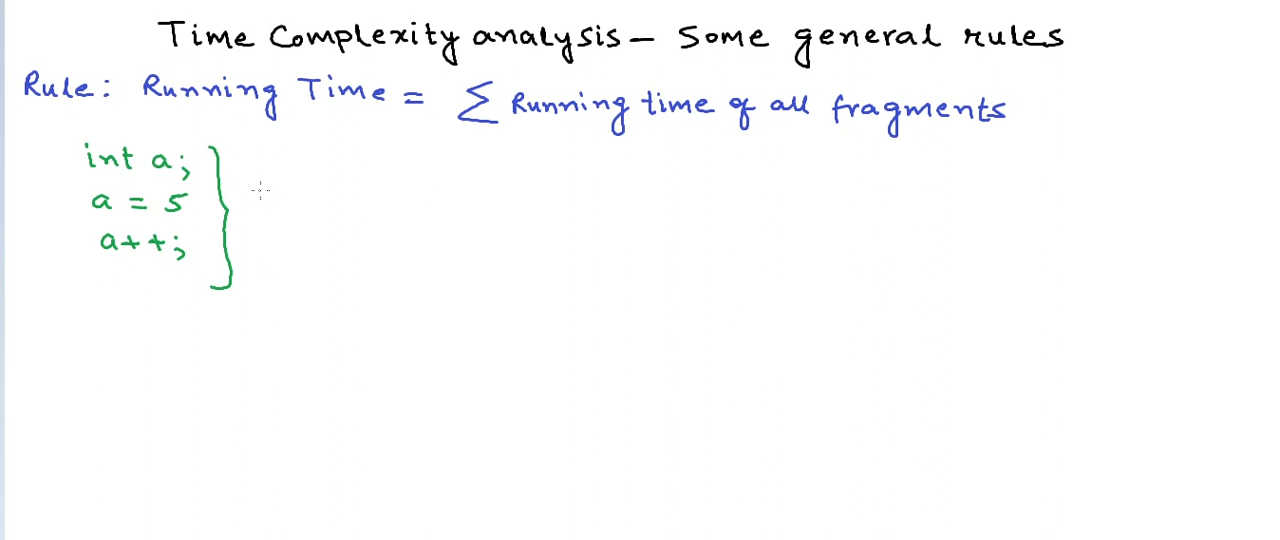 Time Complexity analysis – Some general rules
Rule: Running Time = ∑ Running time of all fragments
int a;
a = 5
a++;